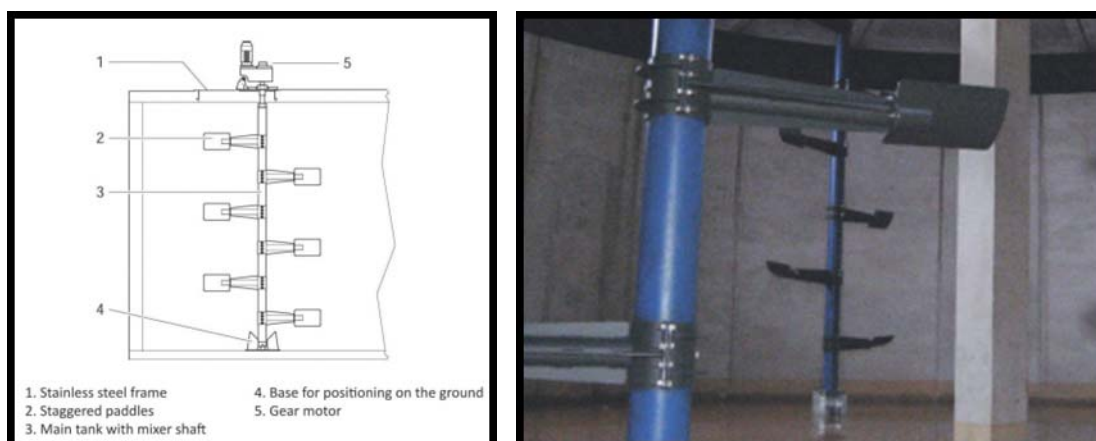 1
5
2
3
4
1. Stainless steel frame
2. Staggered paddles
3. Main tank with mixer shaft
4. Base for positioning on the ground
5. Gear motor